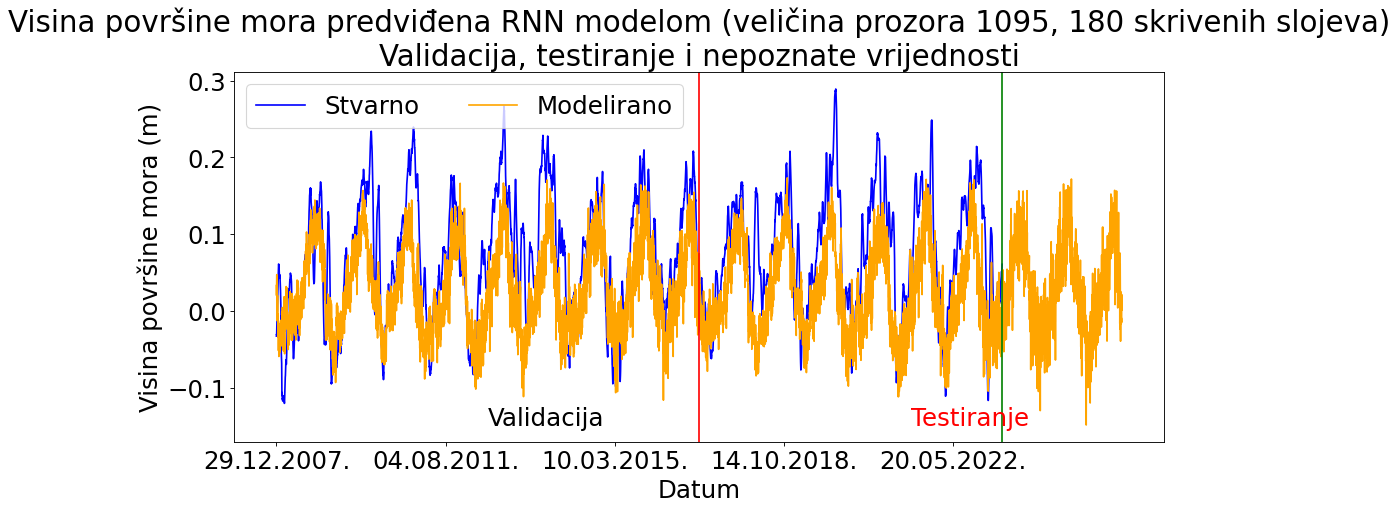 Visina površine mora predviđena RNN modelom (veličina prozora 1095, 180 skrivenih slojeva)
Validacija, testiranje i nepoznate vrijednosti
Stvarno
Modelirano
Visina površine mora (m)
0.3
0.2
0.1
0.0
−0.1
Validacija
Testiranje
29.12.2007.
04.08.2011.
10.03.2015.
14.10.2018.
20.05.2022.
Datum